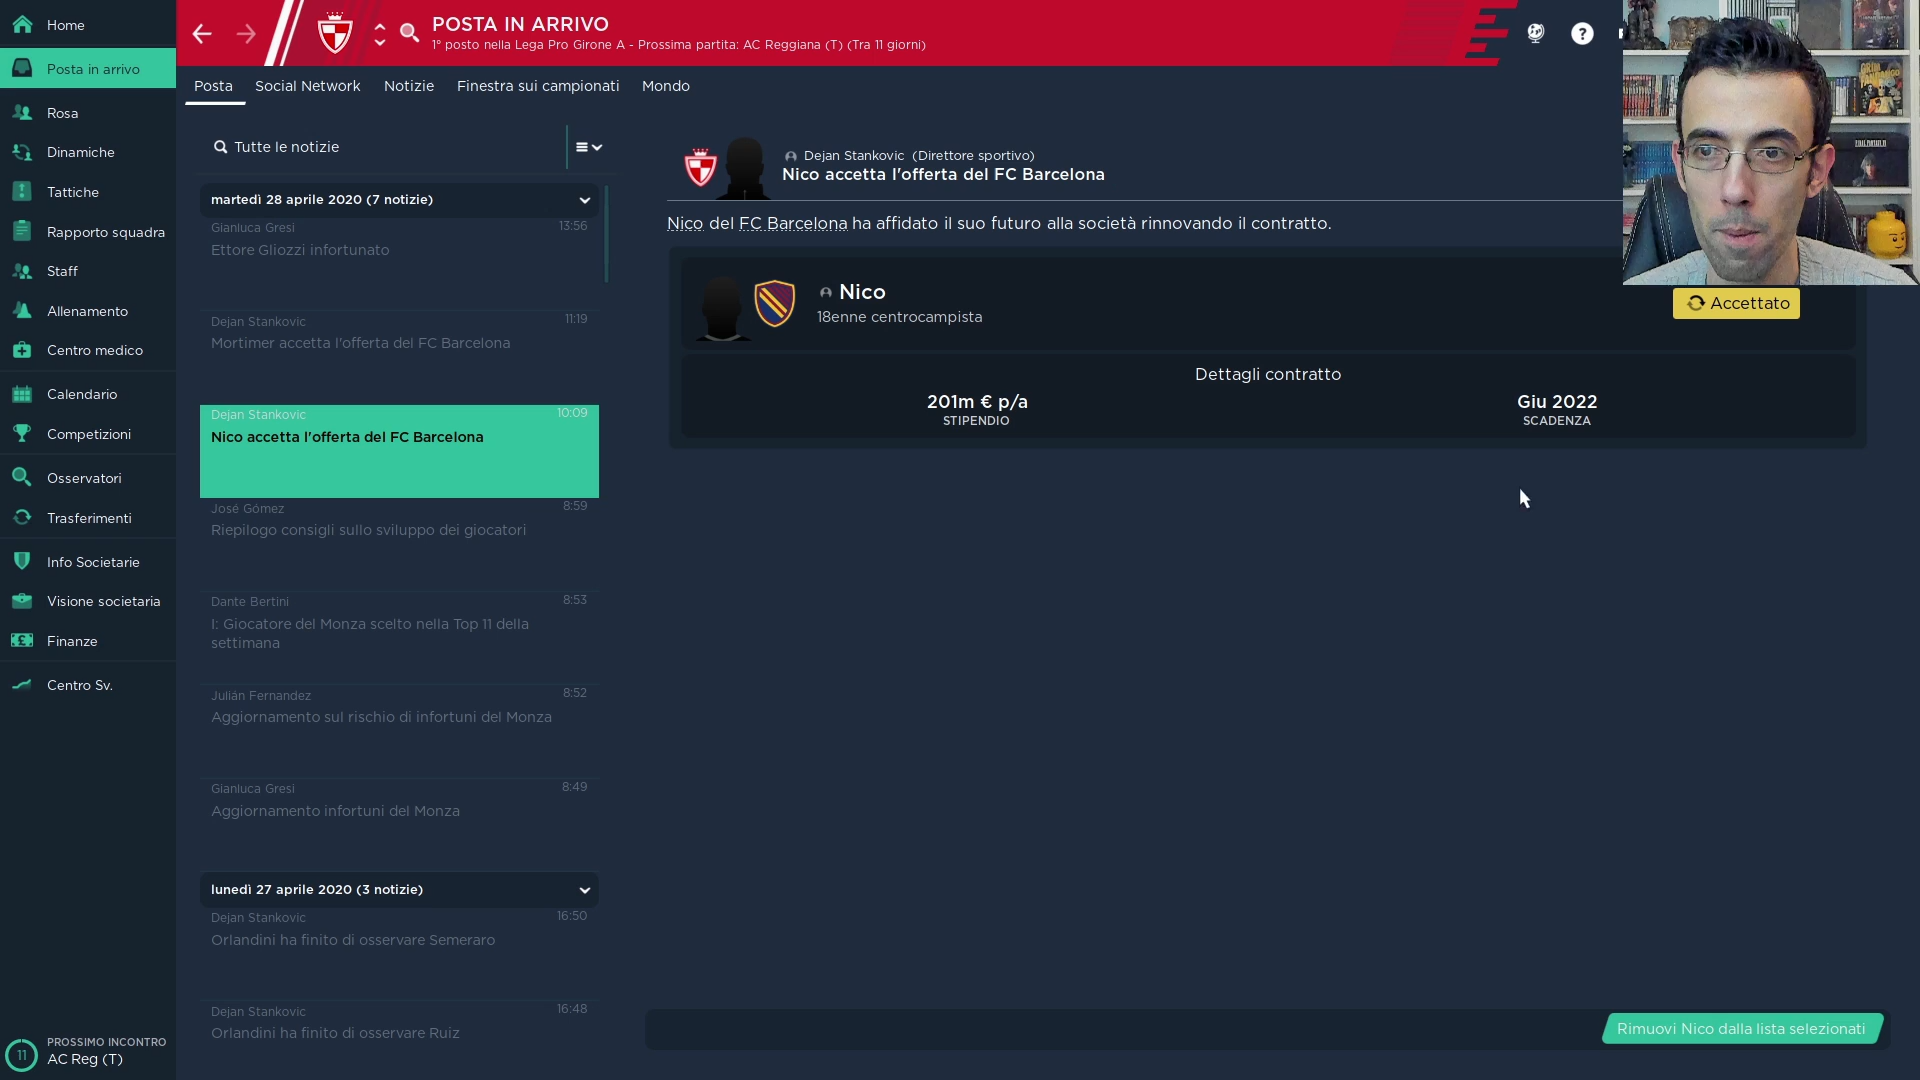 Home
Posta in arrivo
Rosa
Dinamiche
Tattiche
Rapporto squadra
Staff
Allenamento
Centro medico
Calendario
Competizioni
Osservatori
Trasferimenti
Info Societarie
Visione societaria
Finanze
Centro Sv.
11
PROSSIMO INCONTRO
AC Reg (T)
POSTA IN ARRIVO
1° posto nella Lega Pro Girone A - Prossima partita: AC Reggiana (T) (Tra 11 giorni)
?
Posta Social Network Notizie Finestra sui campionati Mondo
Tutte le notizie
martedì 28 aprile 2020 (7 notizie)
Gianluca Gresi 13:56
Ettore Gliozzi infortunato
Dejan Stankovic 11:19
Mortimer accetta l'offerta del FC Barcelona
Dejan Stankovic 10:09
Nico accetta l'offerta del FC Barcelona
José Gómez 8:59
Riepilogo consigli sullo sviluppo dei giocatori
Dante Bertini 8:53
I: Giocatore del Monza scelto nella Top 11 della
settimana
Julián Fernandez 8:52
Aggiornamento sul rischio di infortuni del Monza
Gianluca Gresi 8:49
Aggiornamento infortuni del Monza
lunedì 27 aprile 2020 (3 notizie)
Dejan Stankovic 16:50
Orlandini ha finito di osservare Semeraro
Dejan Stankovic 16:48
Orlandini ha finito di osservare Ruiz
Dejan Stankovic (Direttore sportivo)
Nico accetta l'offerta del FC Barcelona
Nico del FC Barcelona ha affidato il suo futuro alla società rinnovando il contratto.
Nico
18enne centrocampista
Accettato
Dettagli contratto
201m € p/a
STIPENDIO
Giu 2022
SCADENZA
Rimuovi Nico dalla lista selezionati
GRIM
FANDANGO